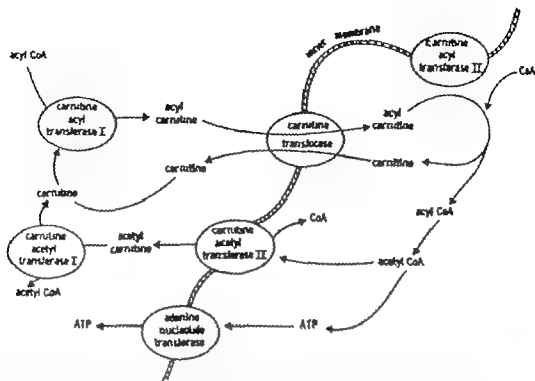 inner membrane
carnitine
acyl
transferase II
acyl CoA
CoA
carnitine
acyl
transferase I
acyl
carnitine
carnitine
translocase
acyl
carnitine
carnitine
carnitine
carnitine
acyl CoA
carnitine
acetyl
transferase I
acetyl
carnitine
carnitine
acetyl
transferase II
CoA
acetyl CoA
acetyl CoA
ATP
adenine
nucleotide
transferase
ATP